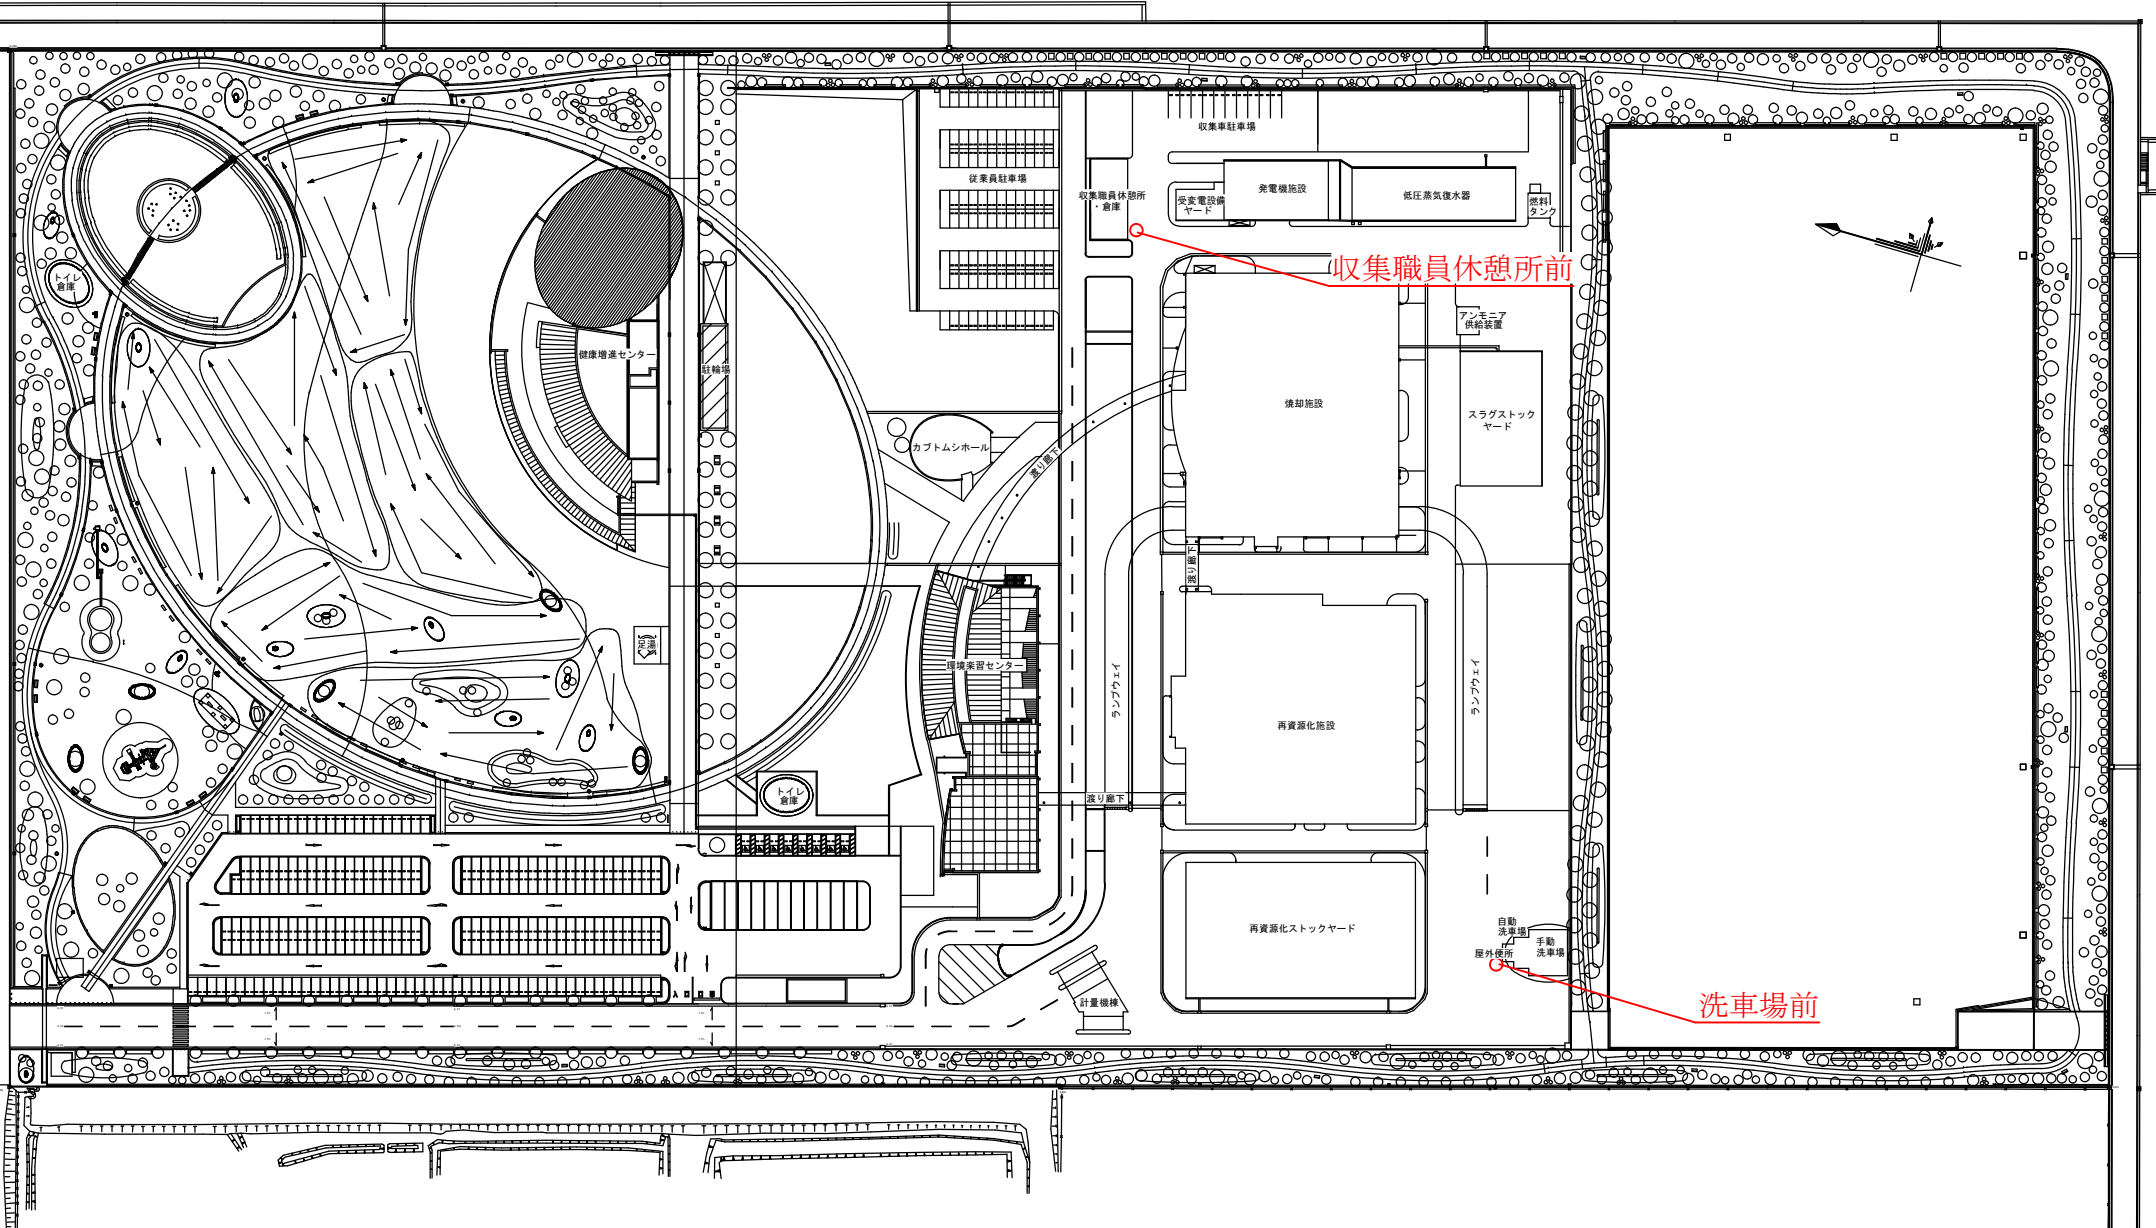 収集車駐車場
従業員駐車場
収集職員休憩所
・倉庫
受変電設備
ヤード
発電機施設
低圧蒸気復水器
燃料
タンク
収集職員休憩所前
トイレ
倉庫
アンモニア
供給装置
健康増進センター
駐輪場
焼却施設
スラグストック
ヤード
カブトムシホール
渡り廊下
渡り廊下
足湯
環境楽習センター
ランプウェイ
ランプウェイ
再資源化施設
トイレ
倉庫
渡り廊下
再資源化ストックヤード
自動
洗車場
手動
洗車場
屋外便所
計量機棟
洗車場前